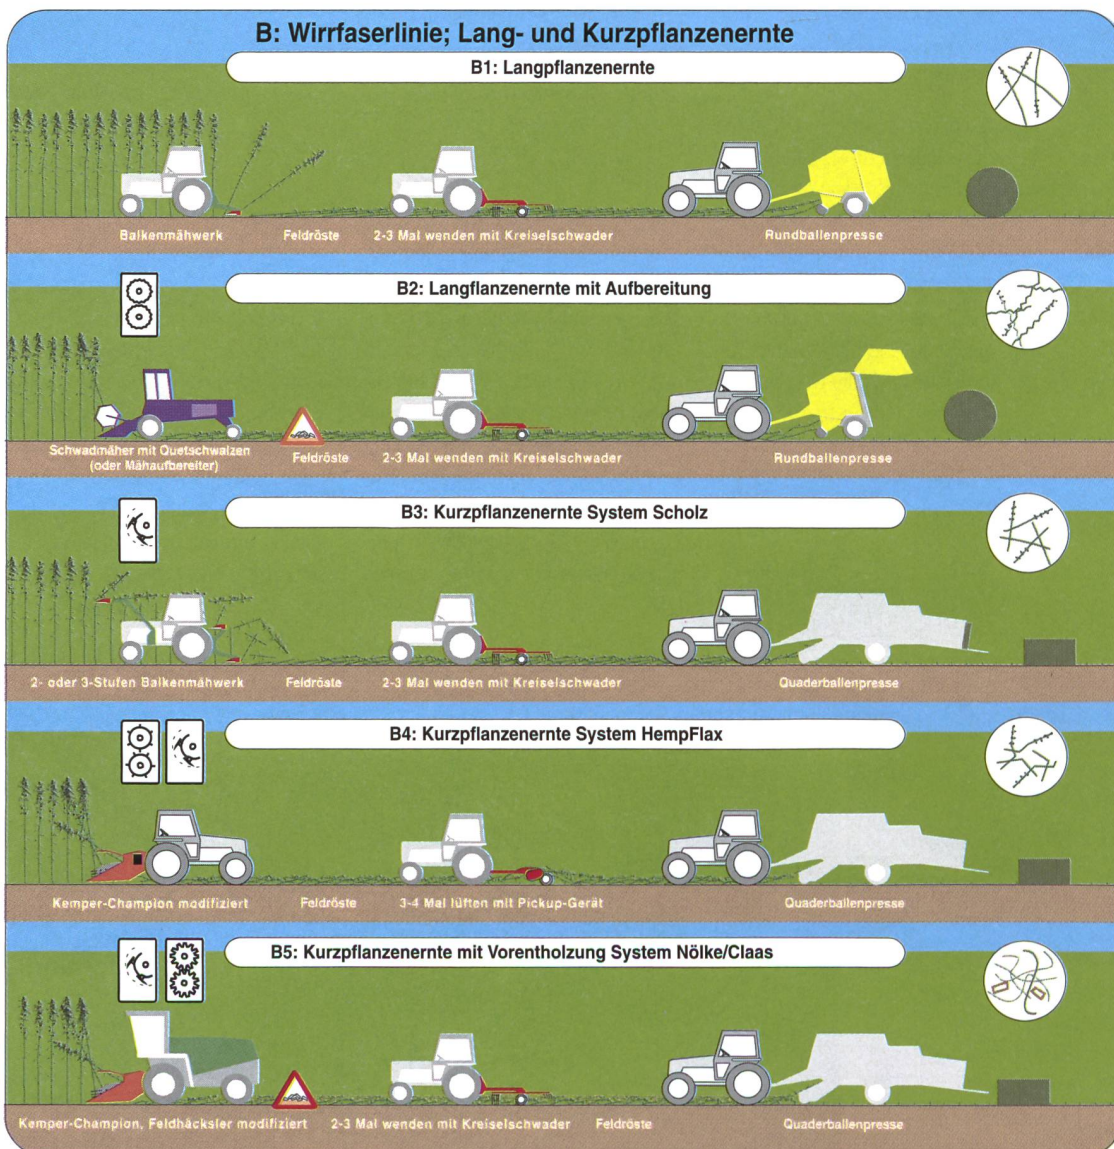 B: Wirrfaserlinie; Lang- und Kurzpflanzenernte
B1: Langpflanzenernte
Balkenmähwerk Feldröste 2-3 Mal wenden mit Kreiselschwader Rundballenpresse
B2: Langflanzenernte mit Aufbereitung
Schwadmäher mit Quetschwalzen
(oder Mähaufbereiter)
Feldröste 2-3 Mal wenden mit Kreiselschwader Rundballenpresse
B3: Kurzpflanzenernte System Scholz
2- oder 3-Stufen Balkenmähwerk Feldröste 2-3 Mal wenden mit Kreiselschwader Quaderballenpresse
B4: Kurzpflanzenernte System HempFlax
Kemper-Champion modifiziert Feldröste 3-4 Mal lüften mit Pickup-Gerät Quaderballenpresse
B5: Kurzpflanzenernte mit Vorentholzung System Nölke/Claas
Kemper-Champion, Feldhäcksler modifiziert 2-3 Mal wenden mit Kreiselschwader Feldröste Quaderballenpresse